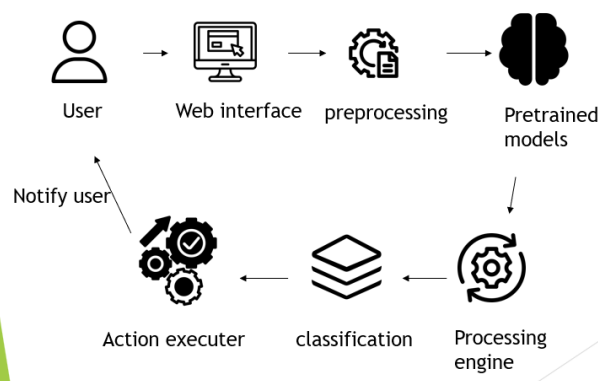 User
Web interface
preprocessing
Pretrained
models
Notify user
Action executer
classification
Processing
engine